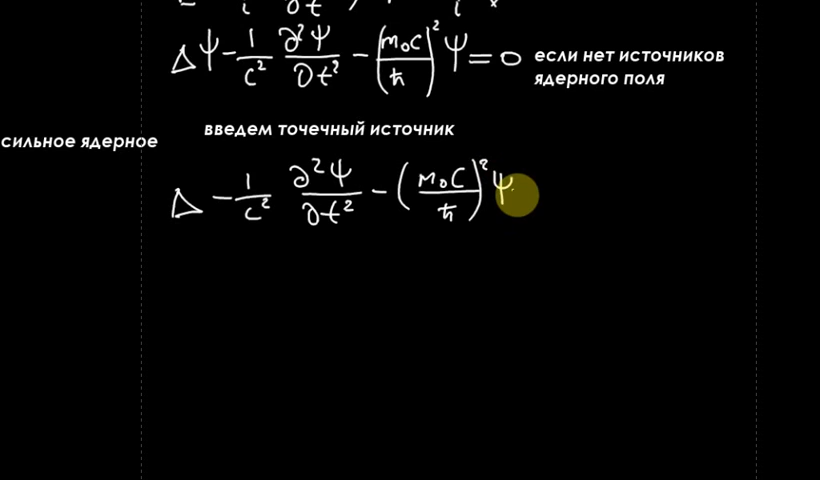 ΔΨ - 1/c² ∂²Ψ/∂t² - (m₀c/ħ)² Ψ = 0 если нет источников
ядерного поля
введем точечный источник
сильное ядерное
Δ - 1/c² ∂²Ψ/∂t² - (m₀c/ħ)² Ψ